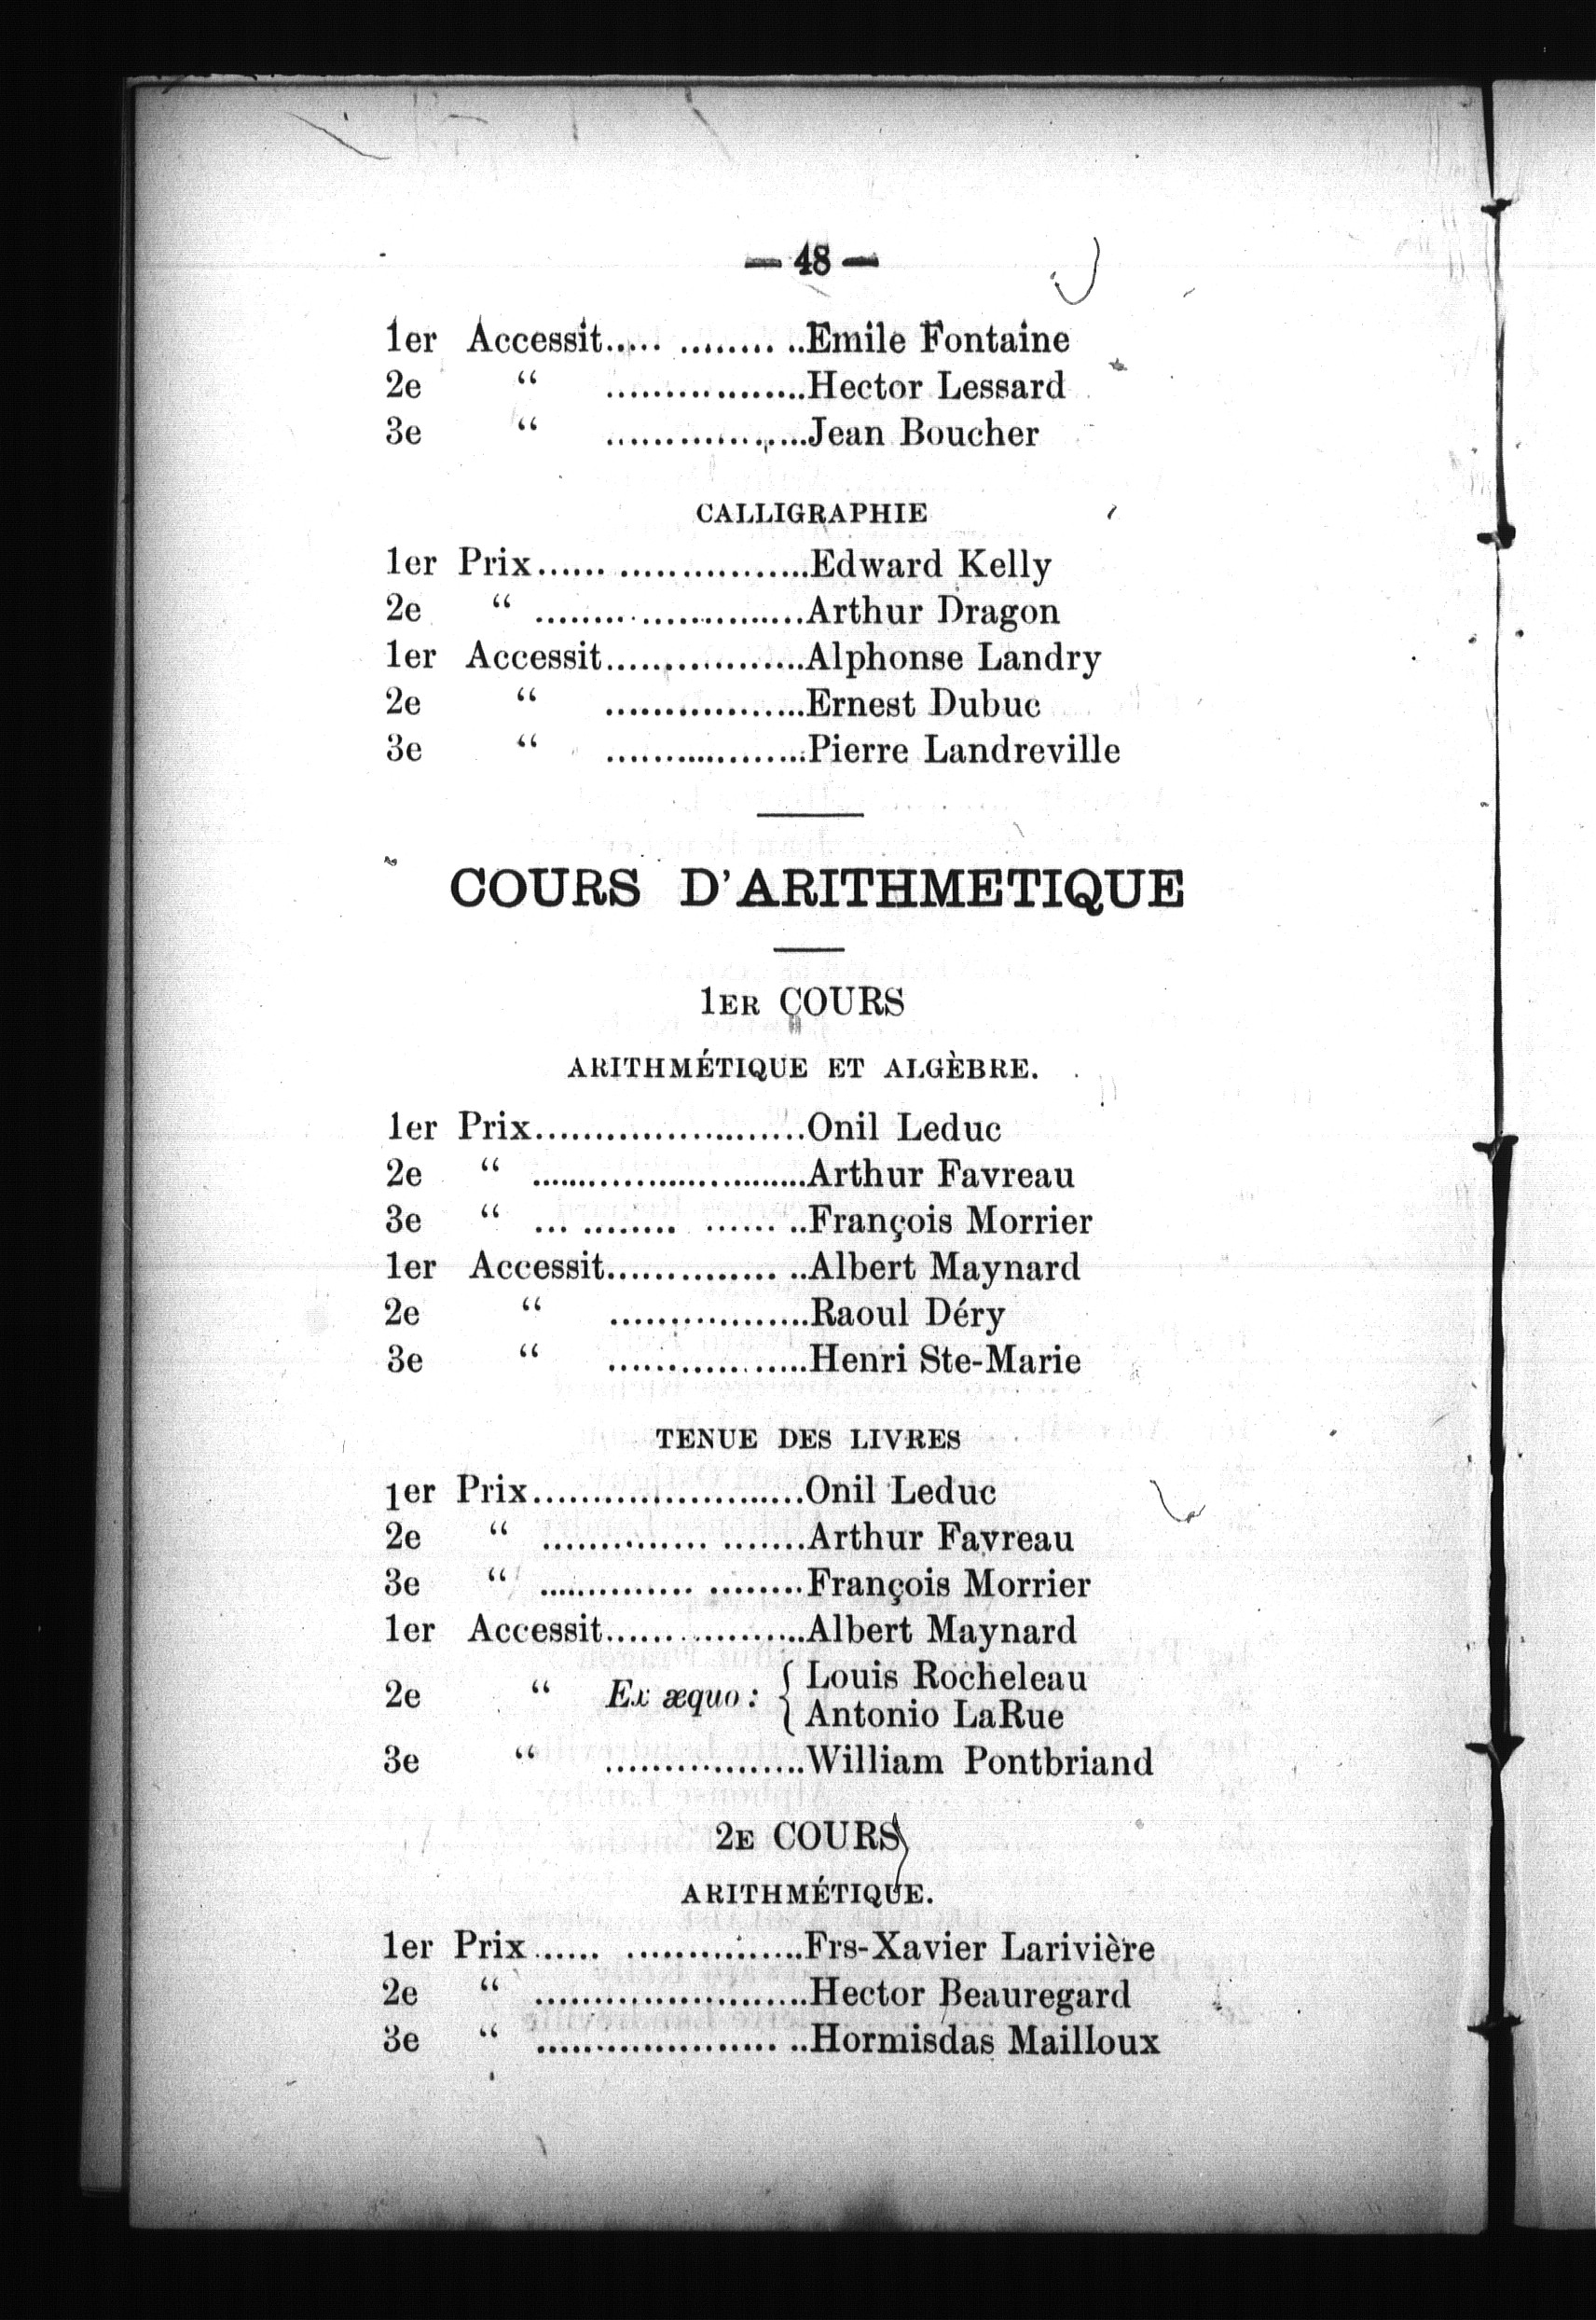 — 48 —
1er Accessit..... ......... ..Emile Fontaine
2e “ .................Hector Lessard
3e “ .................Jean Boucher
CALLIGRAPHIE
1er Prix...... ................Edward Kelly
2e “ .......................Arthur Dragon
1er Accessit.................Alphonse Landry
2e “ .................Ernest Dubuc
3e “ .................Pierre Landreville
COURS D'ARITHMETIQUE
1ER COURS
ARITHMÉTIQUE ET ALGÈBRE.
1er Prix.......................Onil Leduc
2e “ .......................Arthur Favreau
3e “ ... ........ ...... ..François Morrier
1er Accessit.............. ..Albert Maynard
2e “ .................Raoul Déry
3e “ .................Henri Ste-Marie
TENUE DES LIVRES
1er Prix.......................Onil Leduc
2e “ .............. .......Arthur Favreau
3e “ ............. ........François Morrier
1er Accessit.................Albert Maynard
2e “ Ex æquo : { Louis Rocheleau
Antonio LaRue
3e “ .................William Pontbriand
2E COURS
ARITHMÉTIQUE.
1er Prix...... ...............Frs-Xavier Larivière
2e “ .......................Hector Beauregard
3e “ .................... ..Hormisdas Mailloux